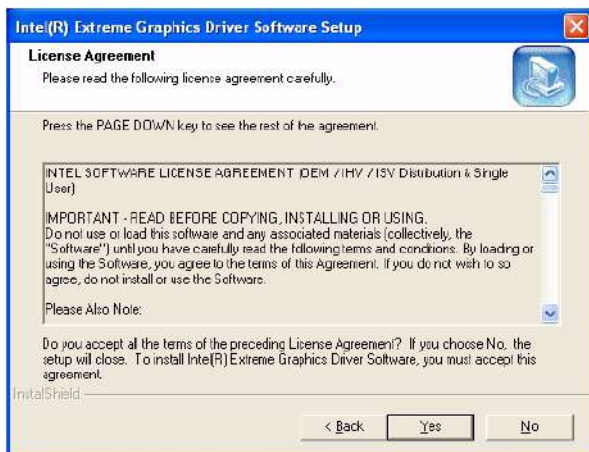 Intel(R) Extreme Graphics Driver Software Setup
License Agreement
Please read the following license agreement carefully.
Press the PAGE DOWN key to see the rest of the agreement.
INTEL SOFTWARE LICENSE AGREEMENT (OEM / IHV / ISV Distribution & Single
User)
IMPORTANT - READ BEFORE COPYING, INSTALLING OR USING.
Do not use or load this software and any associated materials (collectively, the
"Software") until you have carefully read the following terms and conditions. By loading or
using the Software, you agree to the terms of this Agreement. If you do not wish to so
agree, do not install or use the Software.
Please Also Note:
Do you accept all the terms of the preceding License Agreement? If you choose No, the
setup will close. To install Intel(R) Extreme Graphics Driver Software, you must accept this
agreement.
InstallShield
< Back
Yes
No